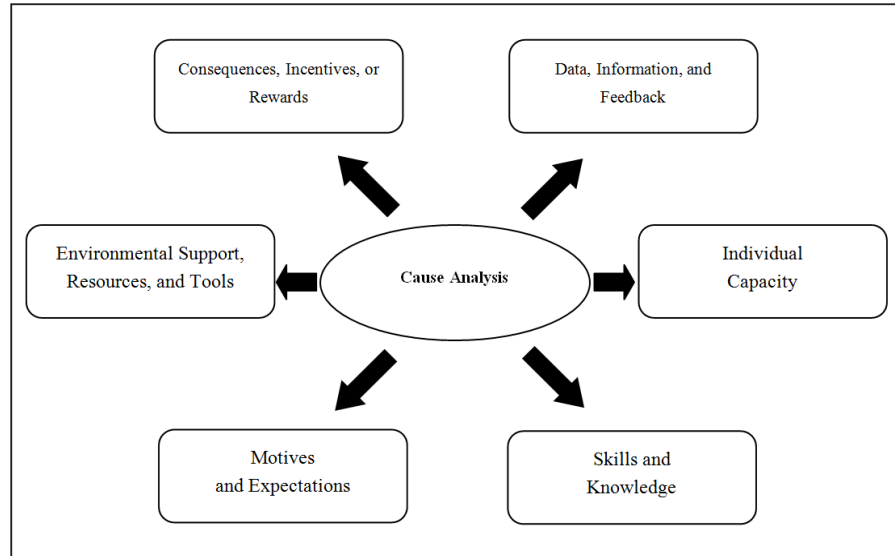 Consequences, Incentives, or
Rewards
Data, Information, and
Feedback
Environmental Support,
Resources, and Tools
Cause Analysis
Individual
Capacity
Motives
and Expectations
Skills and
Knowledge